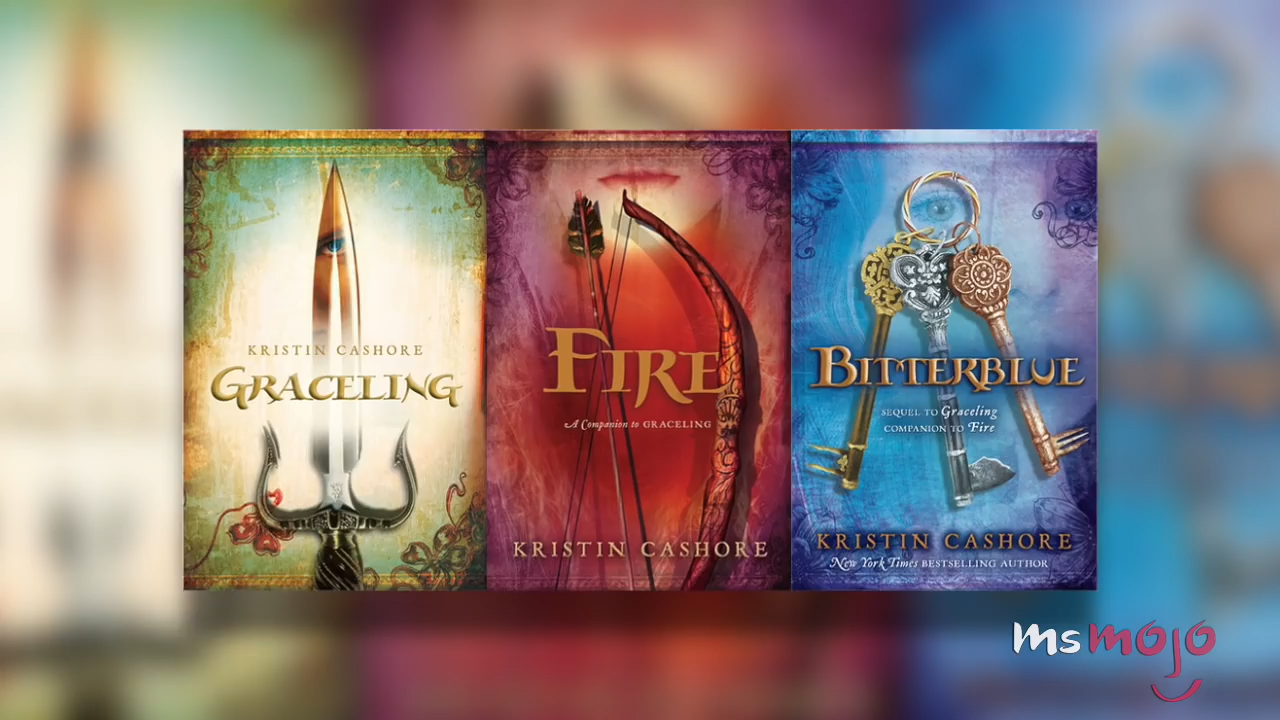 KRISTIN CASHORE
GRACELING
FIRE
A Companion to GRACELING
KRISTIN CASHORE
BITTERBLUE
SEQUEL TO Graceling
COMPANION TO Fire
KRISTIN CASHORE
New York Times BESTSELLING AUTHOR
msmojo